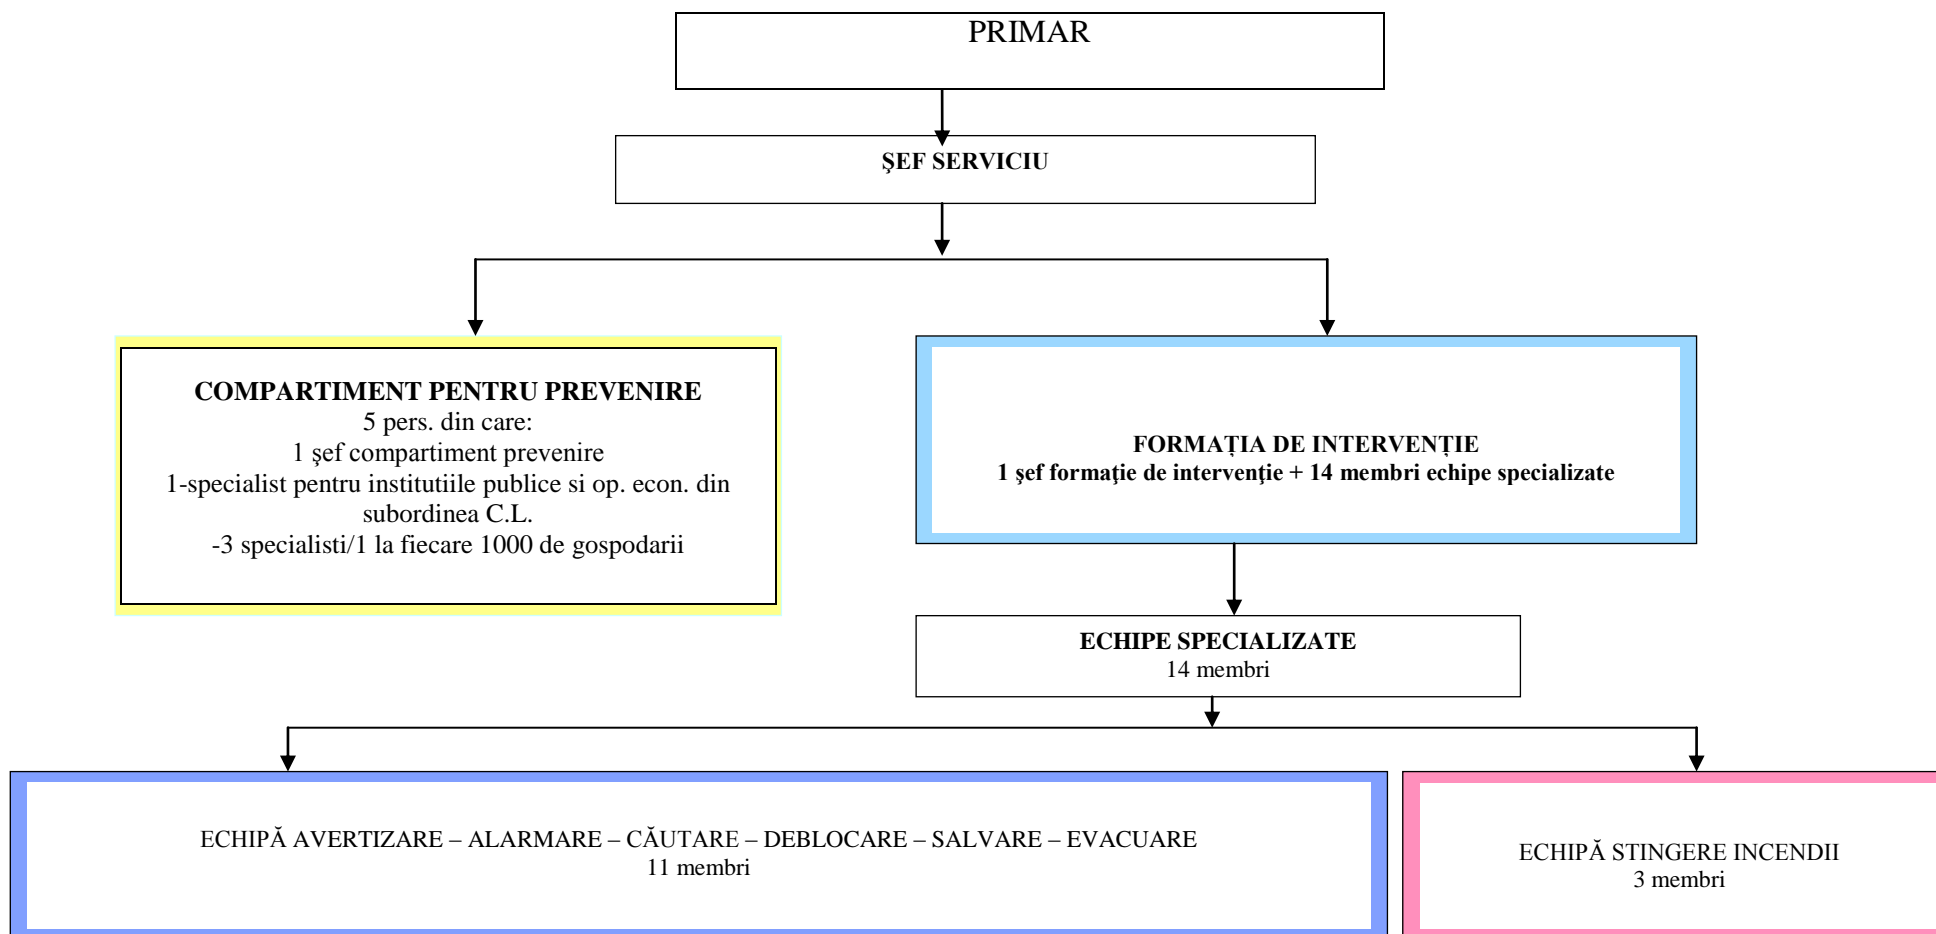 PRIMAR
ŞEF SERVICIU
COMPARTIMENT PENTRU PREVENIRE
5 pers. din care:
1 şef compartiment prevenire
1-specialist pentru institutiile publice si op. econ. din
subordinea C.L.
-3 specialisti/1 la fiecare 1000 de gospodarii
FORMAȚIA DE INTERVENȚIE
1 şef formaţie de intervenţie + 14 membri echipe specializate
ECHIPE SPECIALIZATE
14 membri
ECHIPĂ AVERTIZARE – ALARMARE – CĂUTARE – DEBLOCARE – SALVARE – EVACUARE
11 membri
ECHIPĂ STINGERE INCENDII
3 membri